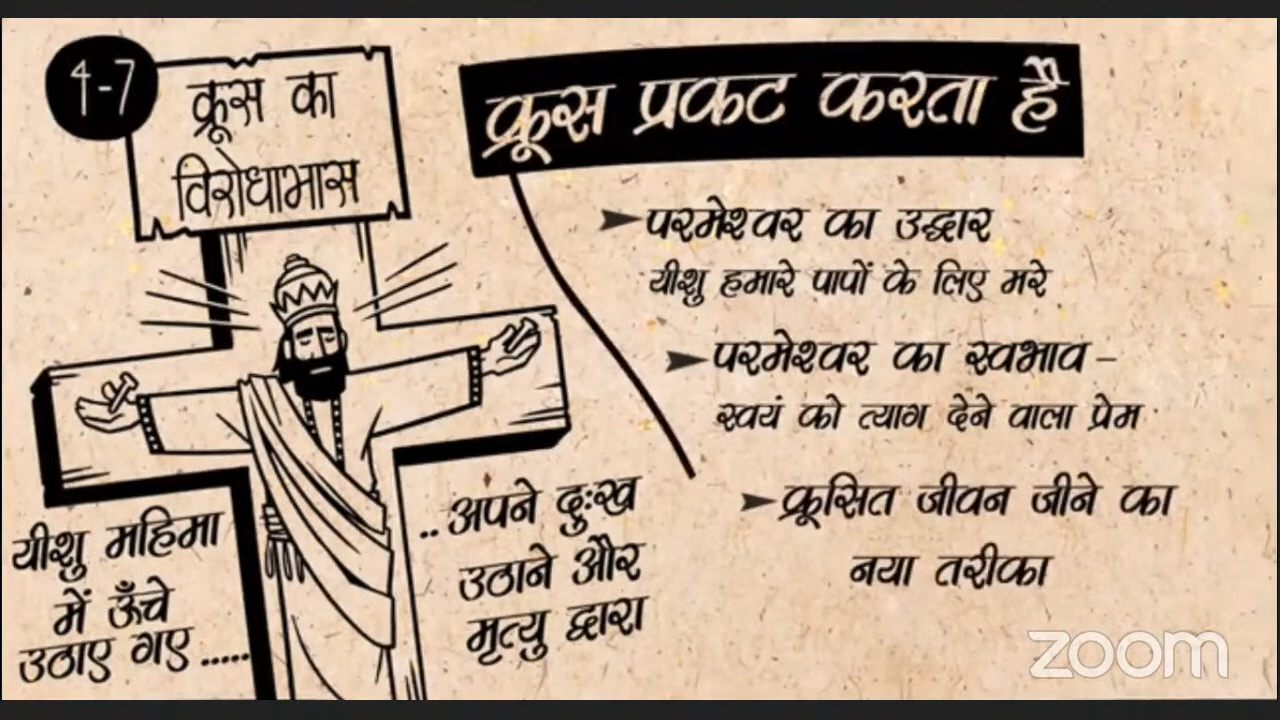 1-7
क्रूस का
विरोधाभास
क्रूस प्रकट करता है
परमेश्वर का उद्धार
यीशु हमारे पापों के लिए मरे
परमेश्वर का स्वभाव -
स्वयं को त्याग देने वाला प्रेम
क्रूसित जीवन जीने का
नया तरीका
यीशु महिमा
में ऊँचे
उठाए गए.....
..अपने दुःख
उठाने और
मृत्यु द्वारा
zoom